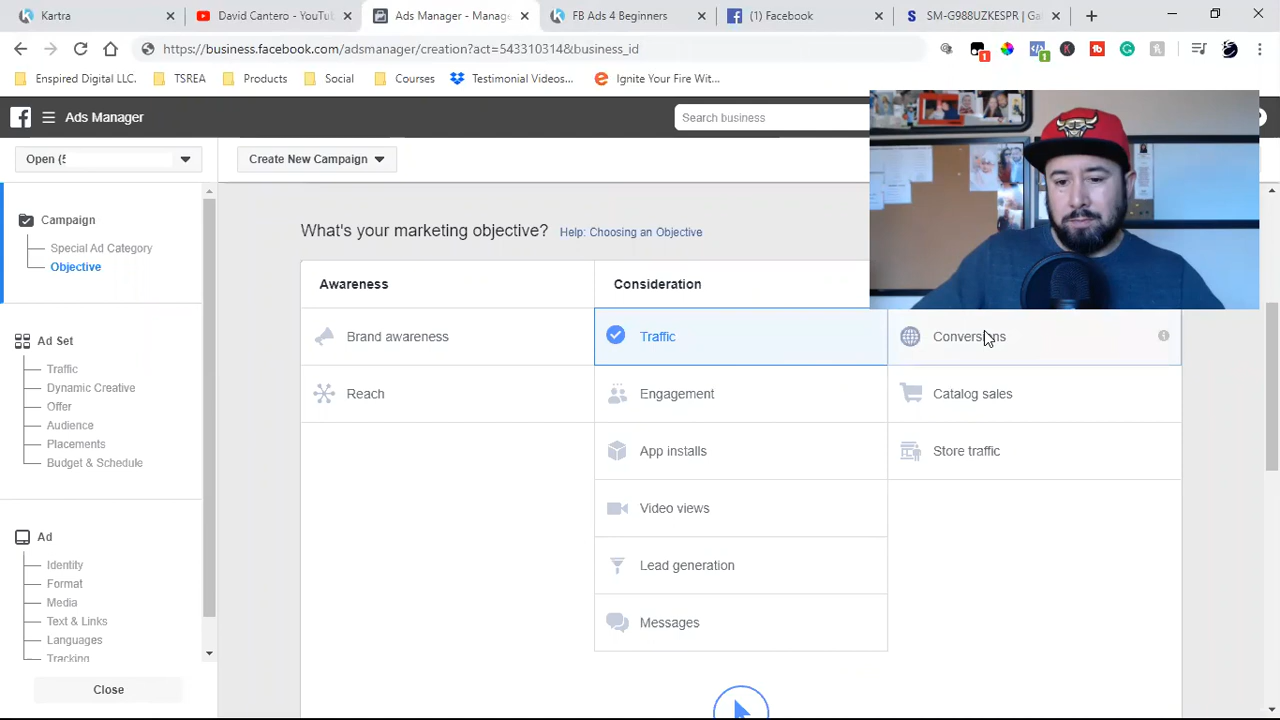 Kartra
David Cantero - YouTu
Ads Manager - Manage
FB Ads 4 Beginners
Facebook
SM-G988UZKESPR | Gal
https://business.facebook.com/adsmanager/creation?act=543310314&business_id
1
1
Enspired Digital LLC.
TSREA
Products
Social
Courses
Testimonial Videos...
Ignite Your Fire Wit...
Ads Manager
Search business
Open (5
Create New Campaign
Campaign
Special Ad Category
Objective
Ad Set
Traffic
Dynamic Creative
Offer
Audience
Placements
Budget & Schedule
Ad
Identity
Format
Media
Text & Links
Languages
Tracking
Close
What's your marketing objective?
Help: Choosing an Objective
Awareness
Brand awareness
Reach
Consideration
Traffic
Engagement
App installs
Video views
Lead generation
Messages
Conversions
Catalog sales
Store traffic